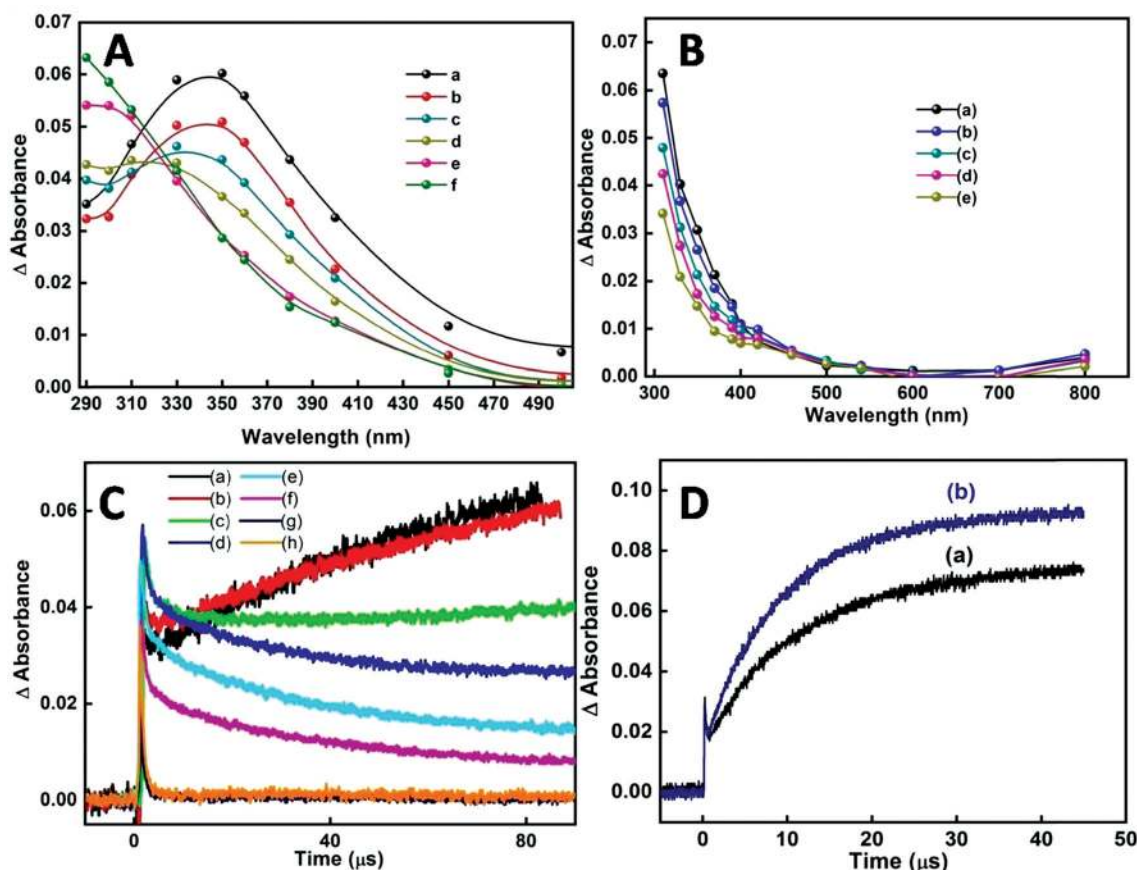 A
0.07
0.06
0.05
0.04
0.03
0.02
0.01
0.00
Δ Absorbance
a
b
c
d
e
f
290 310 330 350 370 390 410 430 450 470 490
Wavelength (nm)
B
0.07
0.06
0.05
0.04
0.03
0.02
0.01
0.00
Δ Absorbance
(a)
(b)
(c)
(d)
(e)
300 400 500 600 700 800
Wavelength (nm)
C
0.06
0.04
0.02
0.00
Δ Absorbance
(a) (e)
(b) (f)
(c) (g)
(d) (h)
0 40 80
Time (μs)
D
0.10
0.08
0.06
0.04
0.02
0.00
Δ Absorbance
(b)
(a)
0 10 20 30 40 50
Time (μs)